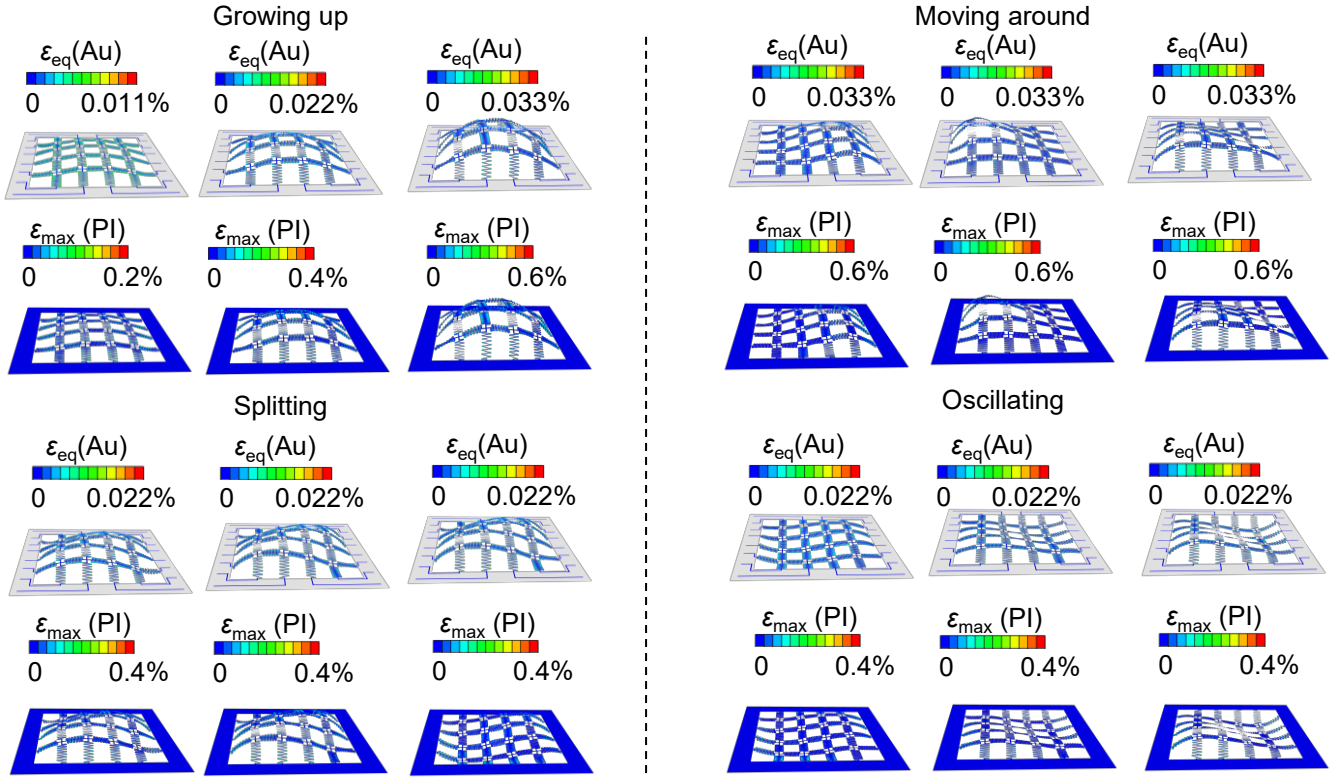 Growing up
ε_eq(Au) ε_eq(Au) ε_eq(Au)
0 0.011% 0 0.022% 0 0.033%
ε_max (PI) ε_max (PI) ε_max (PI)
0 0.2% 0 0.4% 0 0.6%
Moving around
ε_eq(Au) ε_eq(Au) ε_eq(Au)
0 0.033% 0 0.033% 0 0.033%
ε_max (PI) ε_max (PI) ε_max (PI)
0 0.6% 0 0.6% 0 0.6%
Splitting
ε_eq(Au) ε_eq(Au) ε_eq(Au)
0 0.022% 0 0.022% 0 0.022%
ε_max (PI) ε_max (PI) ε_max (PI)
0 0.4% 0 0.4% 0 0.4%
Oscillating
ε_eq(Au) ε_eq(Au) ε_eq(Au)
0 0.022% 0 0.022% 0 0.022%
ε_max (PI) ε_max (PI) ε_max (PI)
0 0.4% 0 0.4% 0 0.4%